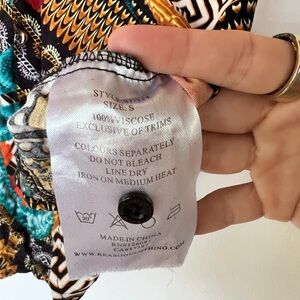 SIZE: S
100% VISCOSE
EXCLUSIVE OF TRIMS
COLOURS SEPARATELY
DO NOT BLEACH
LINE DRY
IRON ON MEDIUM HEAT
30°
MADE IN CHINA